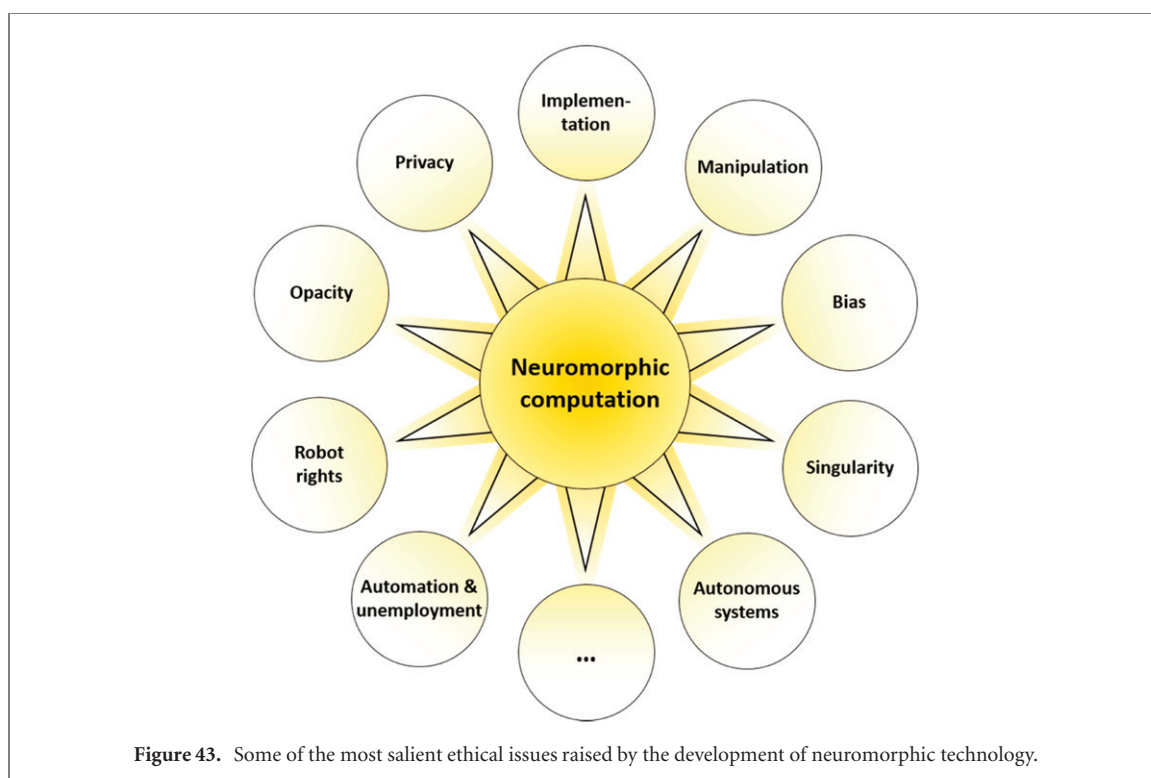 Implemen-
tation
Privacy
Manipulation
Opacity
Bias
Neuromorphic
computation
Robot
rights
Singularity
Automation &
unemployment
Autonomous
systems
...
Figure 43. Some of the most salient ethical issues raised by the development of neuromorphic technology.